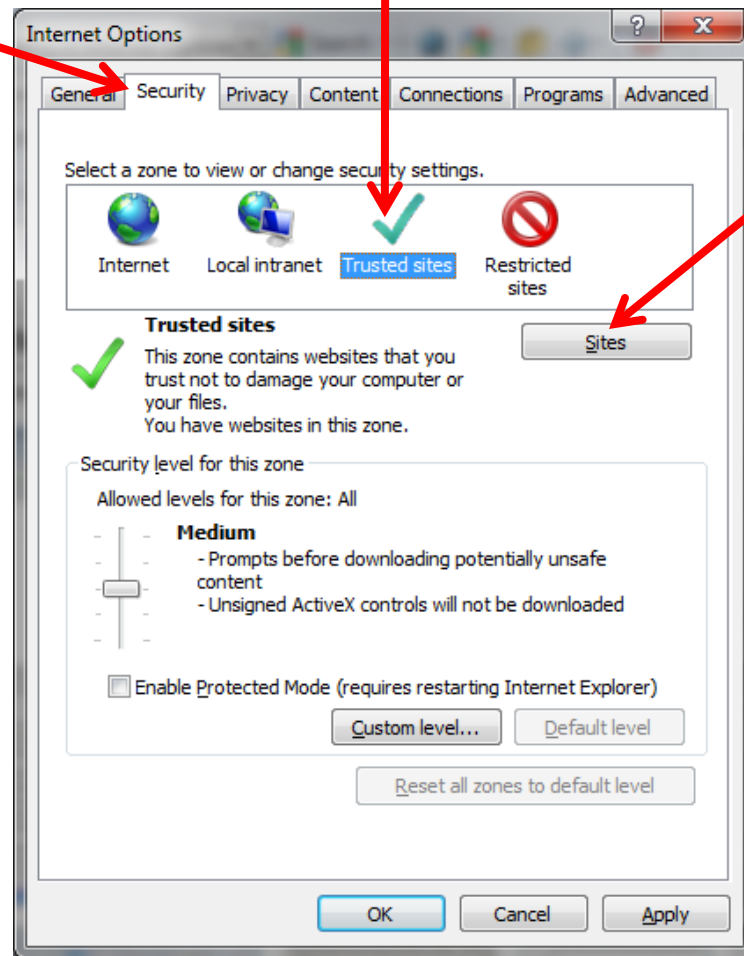 Internet Options
?
X
General Security Privacy Content Connections Programs Advanced
Select a zone to view or change security settings.
Internet Local intranet Trusted sites Restricted
sites
Trusted sites
Sites
This zone contains websites that you
trust not to damage your computer or
your files.
You have websites in this zone.
Security level for this zone
Allowed levels for this zone: All
Medium
- Prompts before downloading potentially unsafe
content
- Unsigned ActiveX controls will not be downloaded
Enable Protected Mode (requires restarting Internet Explorer)
Custom level... Default level
Reset all zones to default level
OK Cancel Apply